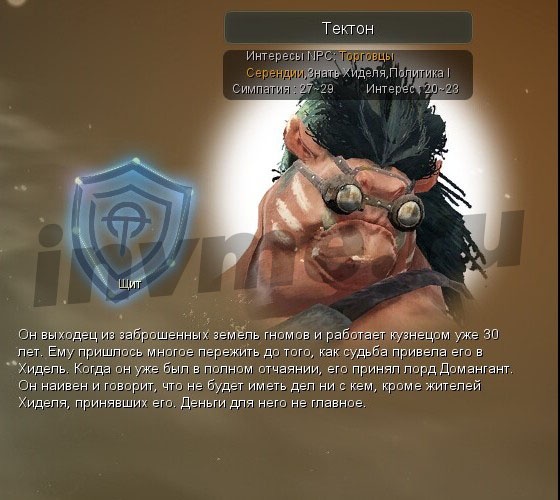 Тектон
Интересы NPC: Торговцы
Серендии,Знать Хиделя,Политика I
Симпатия : 27~29 Интерес : 20~23
invme.ru
Щит
Он выходец из заброшенных земель гномов и работает кузнецом уже 30
лет. Ему пришлось многое пережить до того, как судьба привела его в
Хидель. Когда он уже был в полном отчаянии, его принял лорд Домангант.
Он наивен и говорит, что не будет иметь дел ни с кем, кроме жителей
Хиделя, принявших его. Деньги для него не главное.